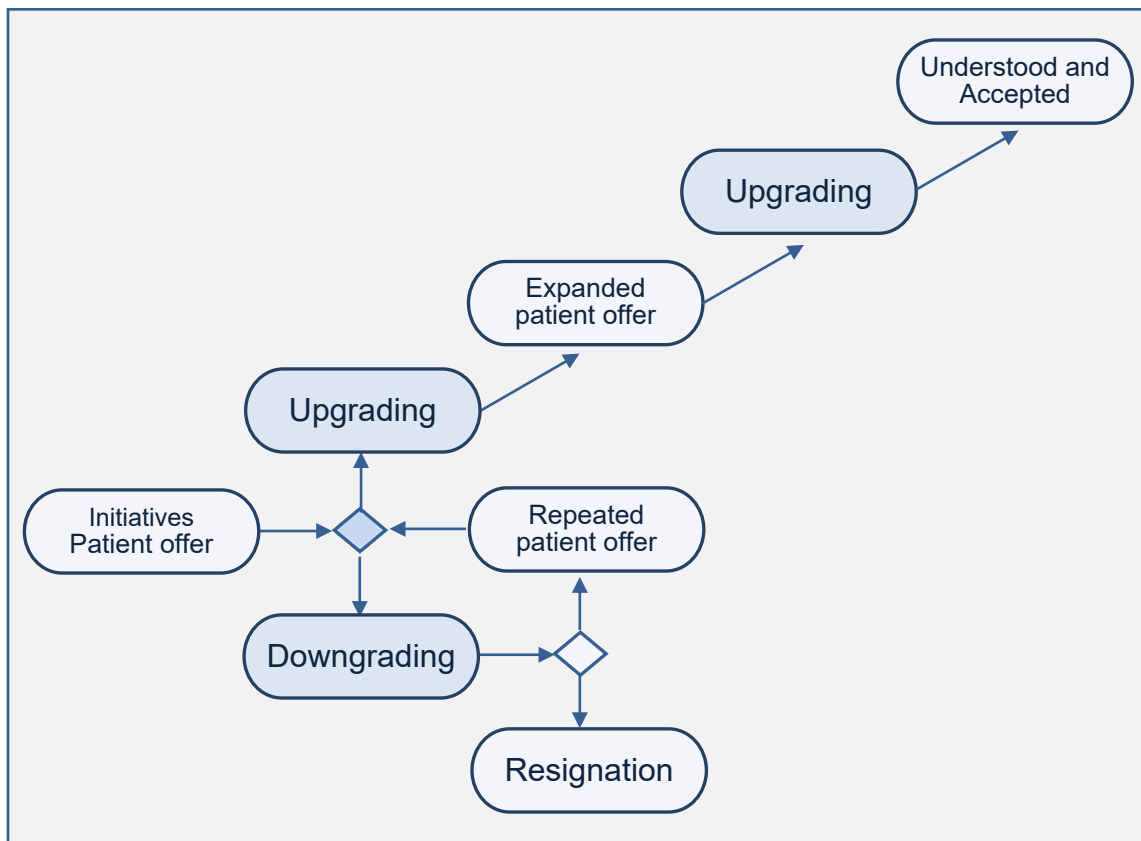 Understood and
Accepted
Upgrading
Expanded
patient offer
Upgrading
Initiatives
Patient offer
Repeated
patient offer
Downgrading
Resignation